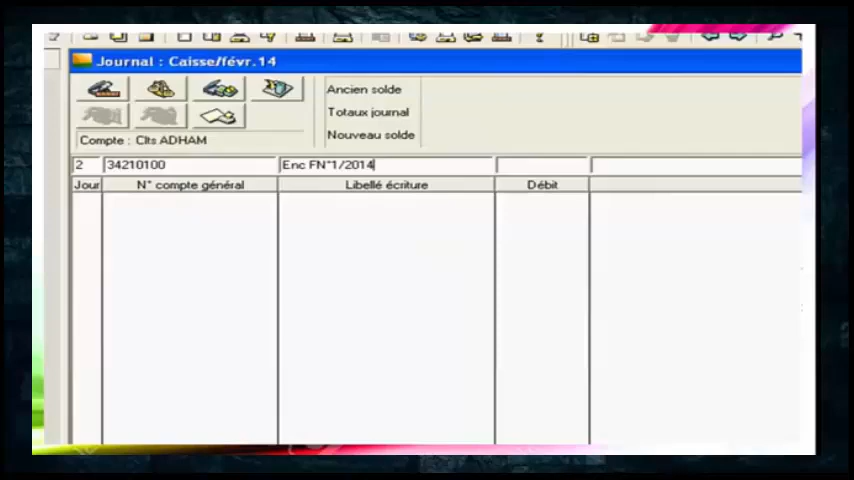 Journal : Caisse/févr.14
Ancien solde
Totaux journal
Compte : Clts ADHAM
Nouveau solde
2 34210100 Enc FN°1/2014
Jour N° compte général Libellé écriture Débit